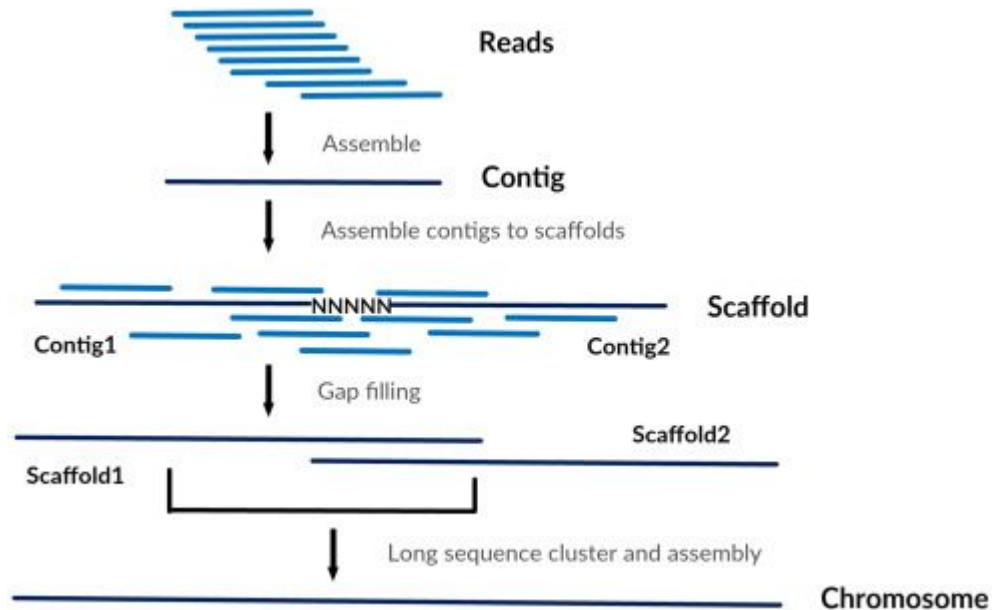 Reads
Assemble
Contig
Assemble contigs to scaffolds
NNNNN
Scaffold
Contig1
Contig2
Gap filling
Scaffold2
Scaffold1
Long sequence cluster and assembly
Chromosome